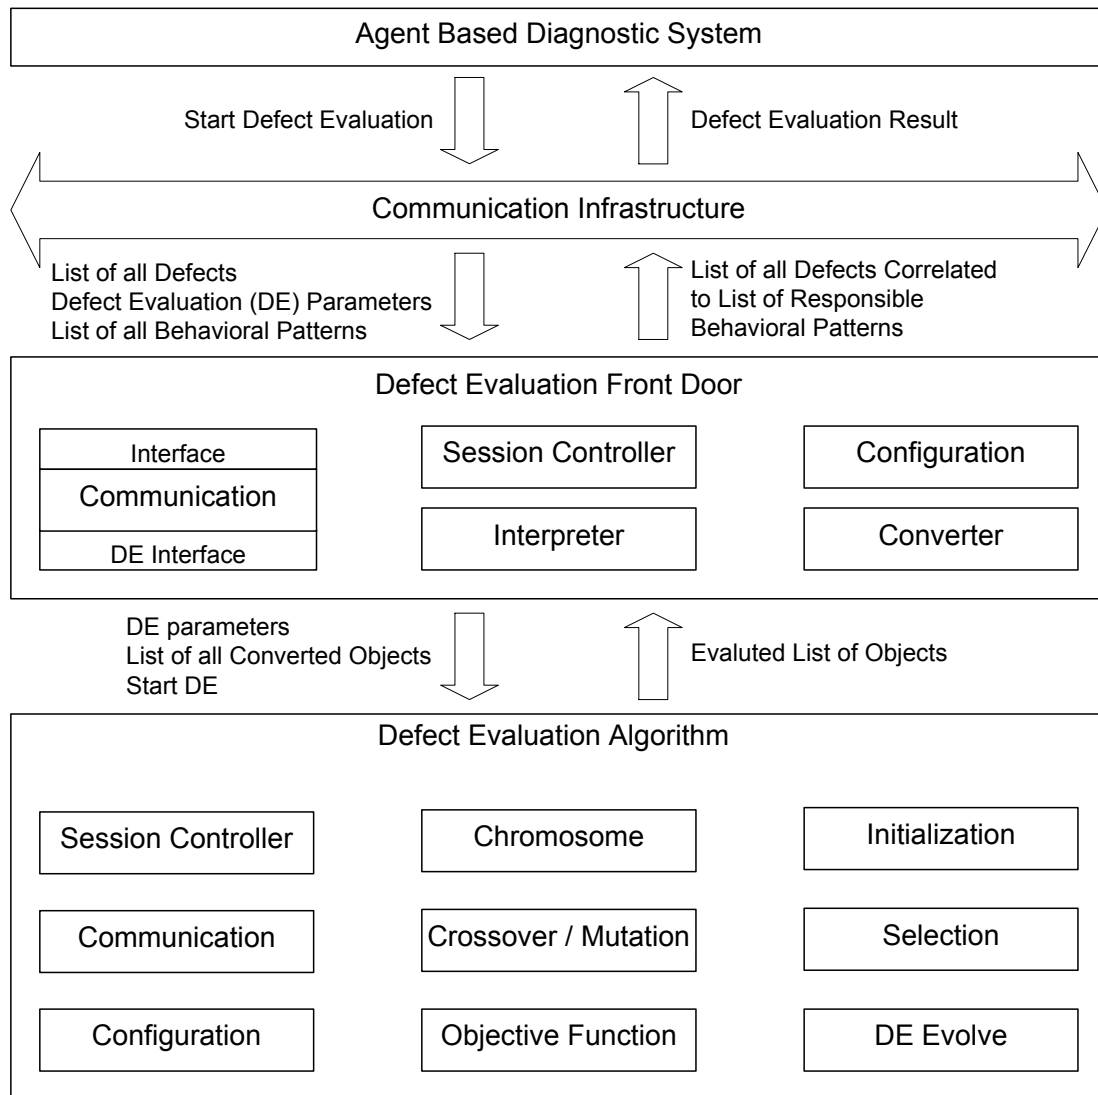 Agent Based Diagnostic System
Start Defect Evaluation
Defect Evaluation Result
Communication Infrastructure
List of all Defects
Defect Evaluation (DE) Parameters
List of all Behavioral Patterns
List of all Defects Correlated
to List of Responsible
Behavioral Patterns
Defect Evaluation Front Door
Interface
Communication
DE Interface
Session Controller
Interpreter
Configuration
Converter
DE parameters
List of all Converted Objects
Start DE
Evaluted List of Objects
Defect Evaluation Algorithm
Session Controller
Chromosome
Initialization
Communication
Crossover / Mutation
Selection
Configuration
Objective Function
DE Evolve